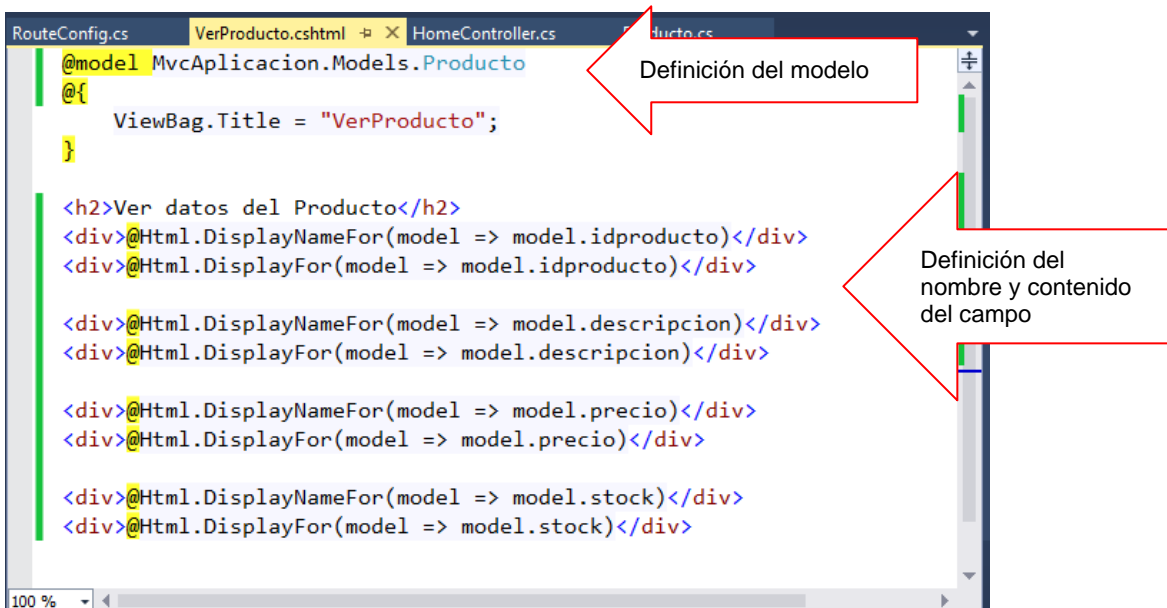 RouteConfig.cs VerProducto.cshtml HomeController.cs
@model MvcAplicacion.Models.Producto
@{
ViewBag.Title = "VerProducto";
}
Definición del modelo
<h2>Ver datos del Producto</h2>
<div>@Html.DisplayNameFor(model => model.idproducto)</div>
<div>@Html.DisplayFor(model => model.idproducto)</div>
<div>@Html.DisplayNameFor(model => model.descripcion)</div>
<div>@Html.DisplayFor(model => model.descripcion)</div>
<div>@Html.DisplayNameFor(model => model.precio)</div>
<div>@Html.DisplayFor(model => model.precio)</div>
<div>@Html.DisplayNameFor(model => model.stock)</div>
<div>@Html.DisplayFor(model => model.stock)</div>
Definición del
nombre y contenido
del campo
100 %